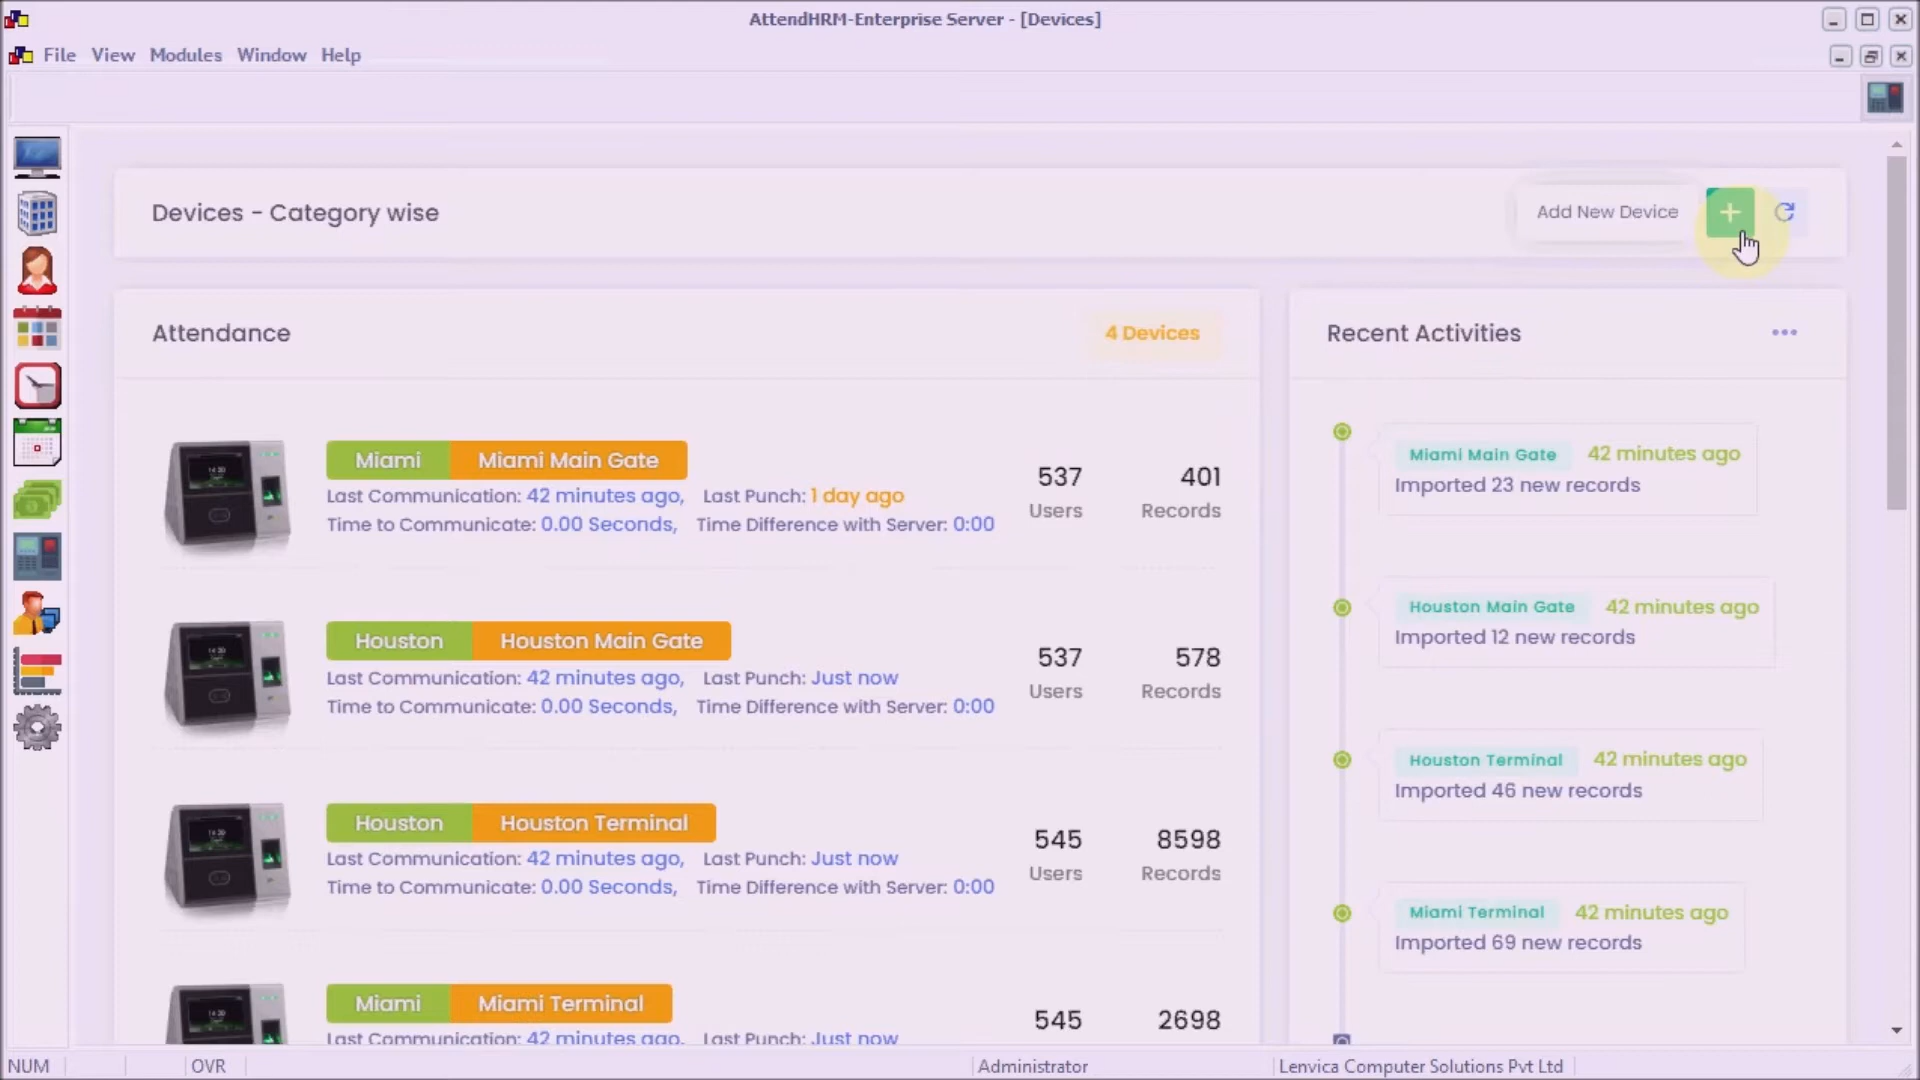 AttendHRM-Enterprise Server - [Devices]
File View Modules Window Help
Devices - Category wise
Add New Device
Attendance
4 Devices
Miami Miami Main Gate
Last Communication: 42 minutes ago, Last Punch: 1 day ago
Time to Communicate: 0.00 Seconds, Time Difference with Server: 0:00
537 401
Users Records
Houston Houston Main Gate
Last Communication: 42 minutes ago, Last Punch: Just now
Time to Communicate: 0.00 Seconds, Time Difference with Server: 0:00
537 578
Users Records
Houston Houston Terminal
Last Communication: 42 minutes ago, Last Punch: Just now
Time to Communicate: 0.00 Seconds, Time Difference with Server: 0:00
545 8598
Users Records
Miami Miami Terminal
Last Communication: 42 minutes ago, Last Punch: Just now
545 2698
Recent Activities
Miami Main Gate 42 minutes ago
Imported 23 new records
Houston Main Gate 42 minutes ago
Imported 12 new records
Houston Terminal 42 minutes ago
Imported 46 new records
Miami Terminal 42 minutes ago
Imported 69 new records
NUM OVR Administrator Lenvica Computer Solutions Pvt Ltd